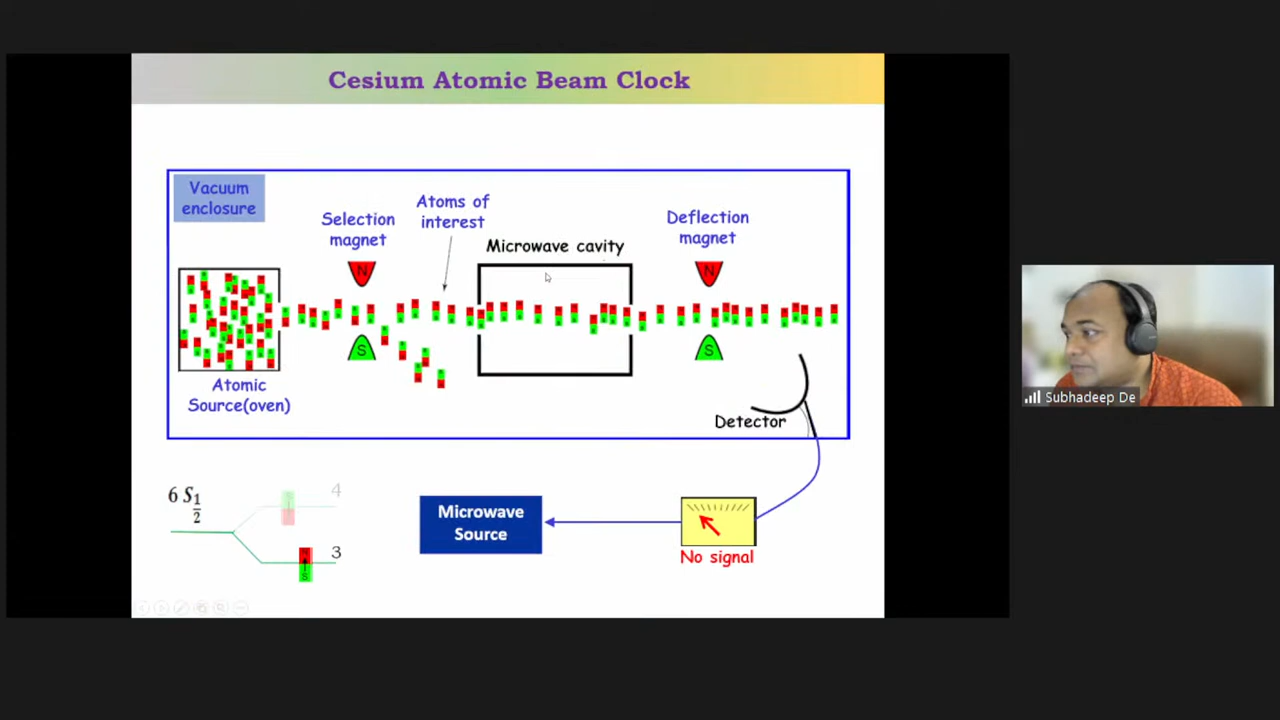 Cesium Atomic Beam Clock
Vacuum
enclosure
Selection
magnet
Atoms of
interest
Microwave cavity
Deflection
magnet
N
N
S
S
Atomic
Source(oven)
Detector
6 S 1/2
4
3
N
S
Microwave
Source
No signal
Subhadeep De